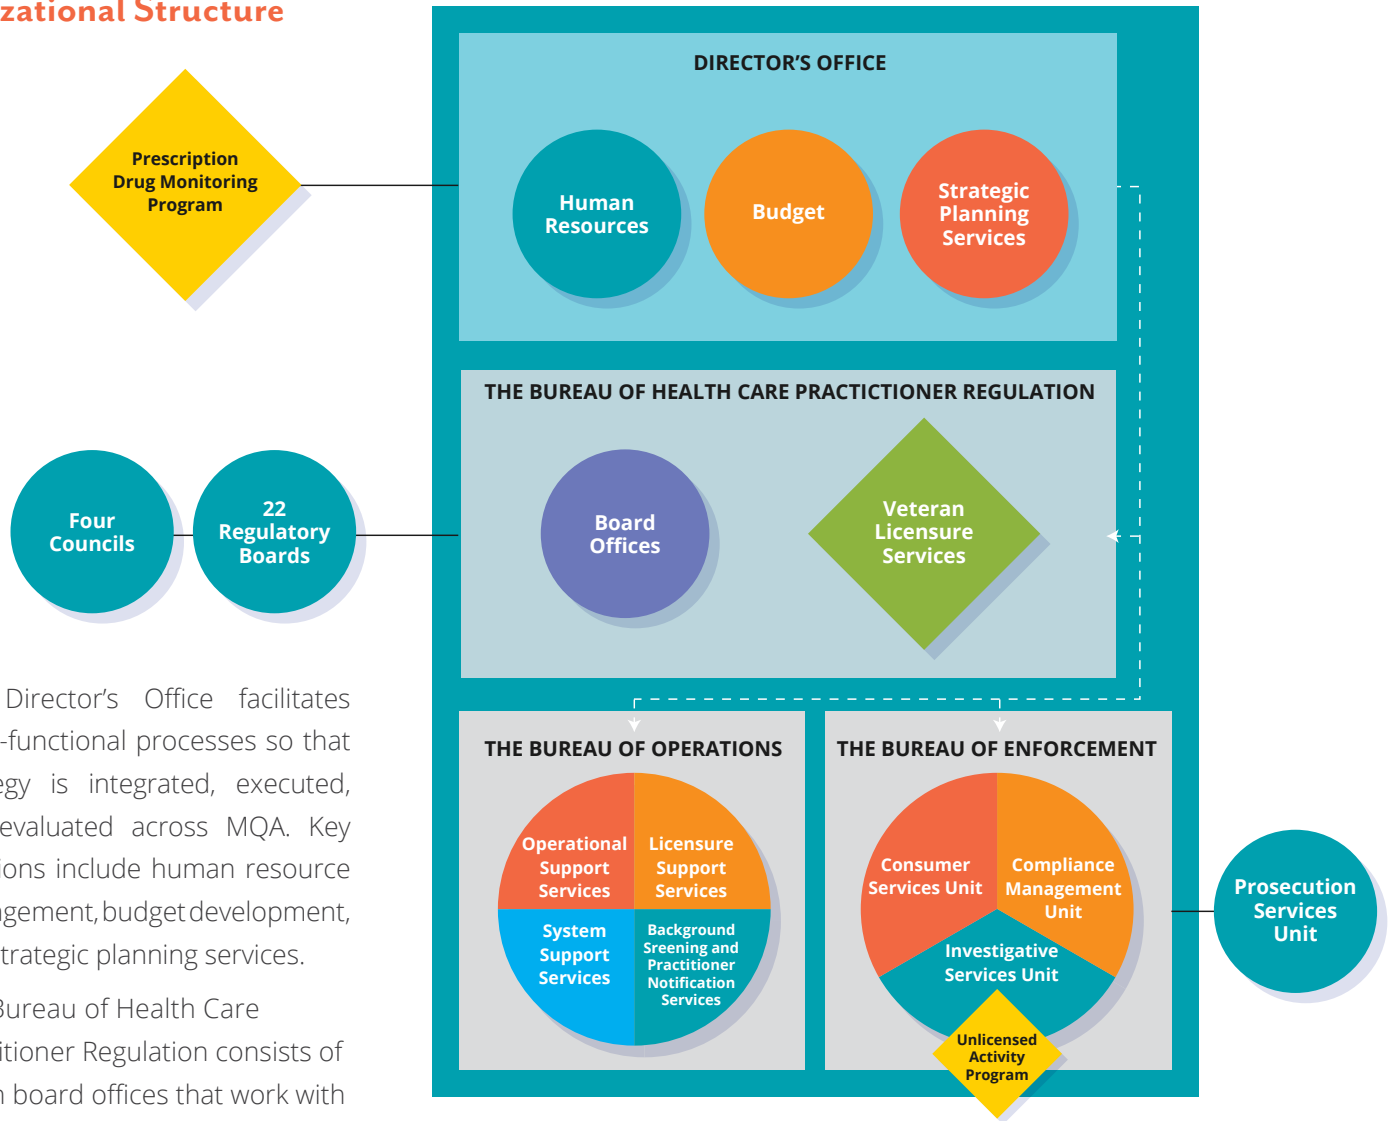 zational Structure
DIRECTOR'S OFFICE
Prescription
Drug Monitoring
Program
Human
Resources
Budget
Strategic
Planning
Services
THE BUREAU OF HEALTH CARE PRACTICTIONER REGULATION
Four
Councils
22
Regulatory
Boards
Board
Offices
Veteran
Licensure
Services
Director's Office facilitates
-functional processes so that
egy is integrated, executed,
evaluated across MQA. Key
ions include human resource
agement, budget development,
trategic planning services.
Bureau of Health Care
itioner Regulation consists of
n board offices that work with
THE BUREAU OF OPERATIONS
Operational
Support
Services
Licensure
Support
Services
System
Support
Services
Background
Sreening and
Practitioner
Notification
Services
THE BUREAU OF ENFORCEMENT
Consumer
Services Unit
Compliance
Management
Unit
Investigative
Services Unit
Unlicensed
Activity
Program
Prosecution
Services
Unit